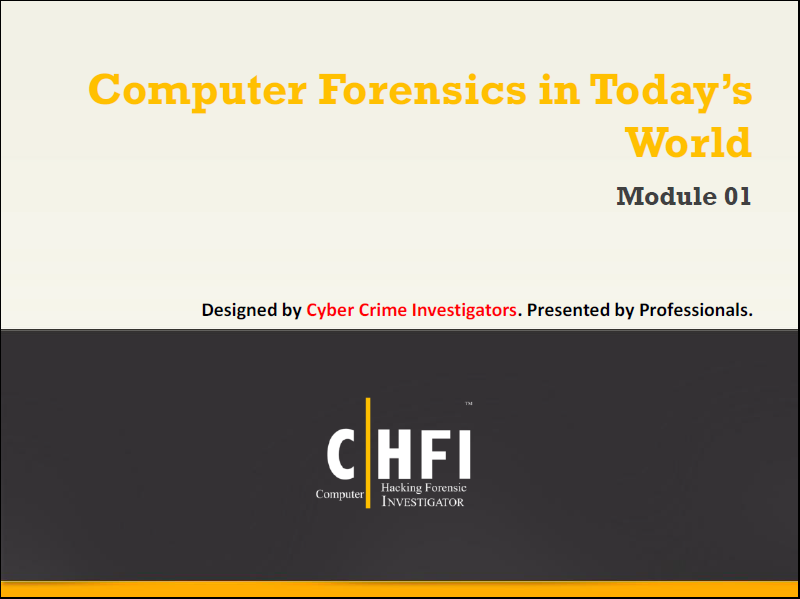 Computer Forensics in Today’s
World
Module 01
Designed by Cyber Crime Investigators. Presented by Professionals.
™
CHFI
Computer Hacking Forensic
INVESTIGATOR